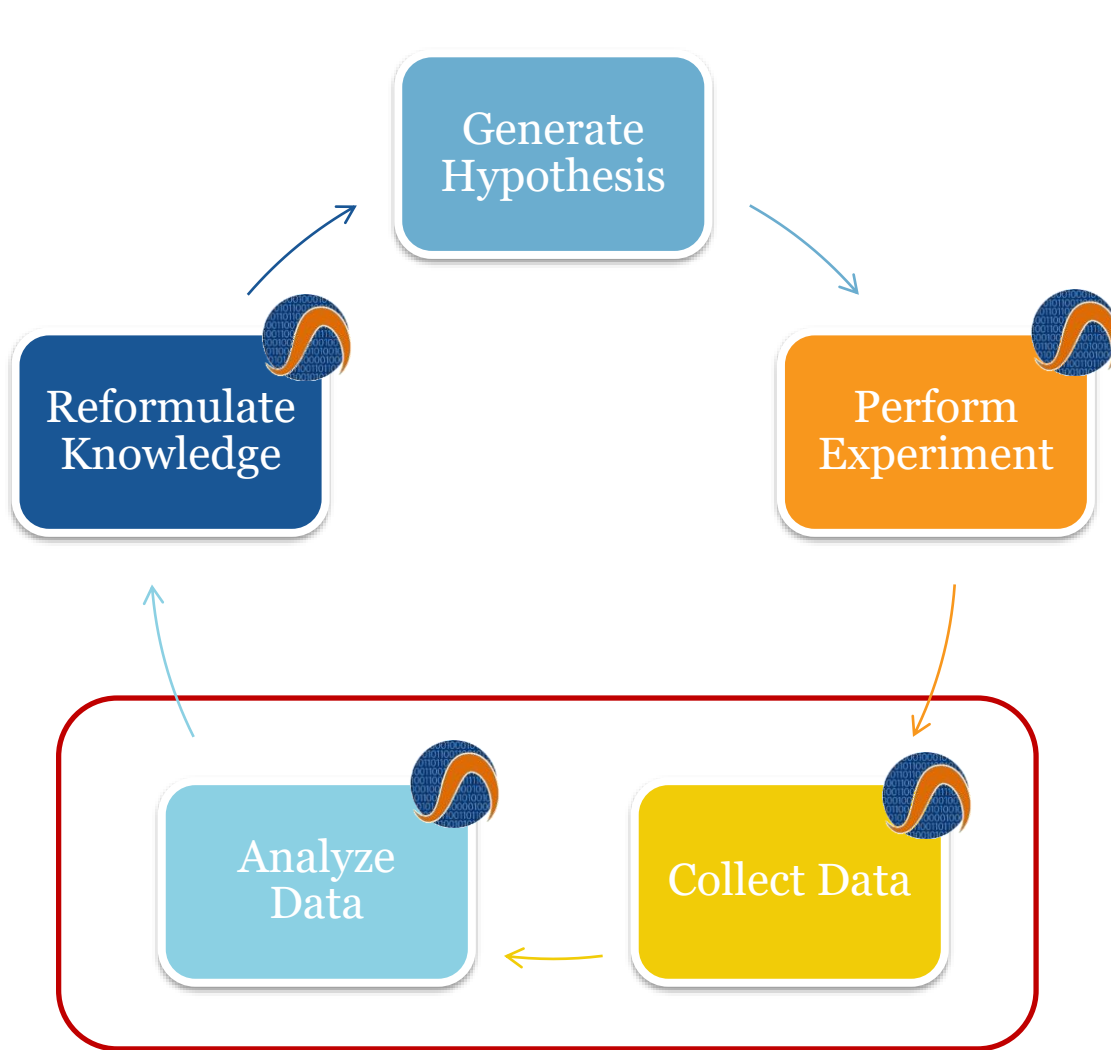 Generate
Hypothesis
Perform
Experiment
Collect Data
Analyze
Data
Reformulate
Knowledge